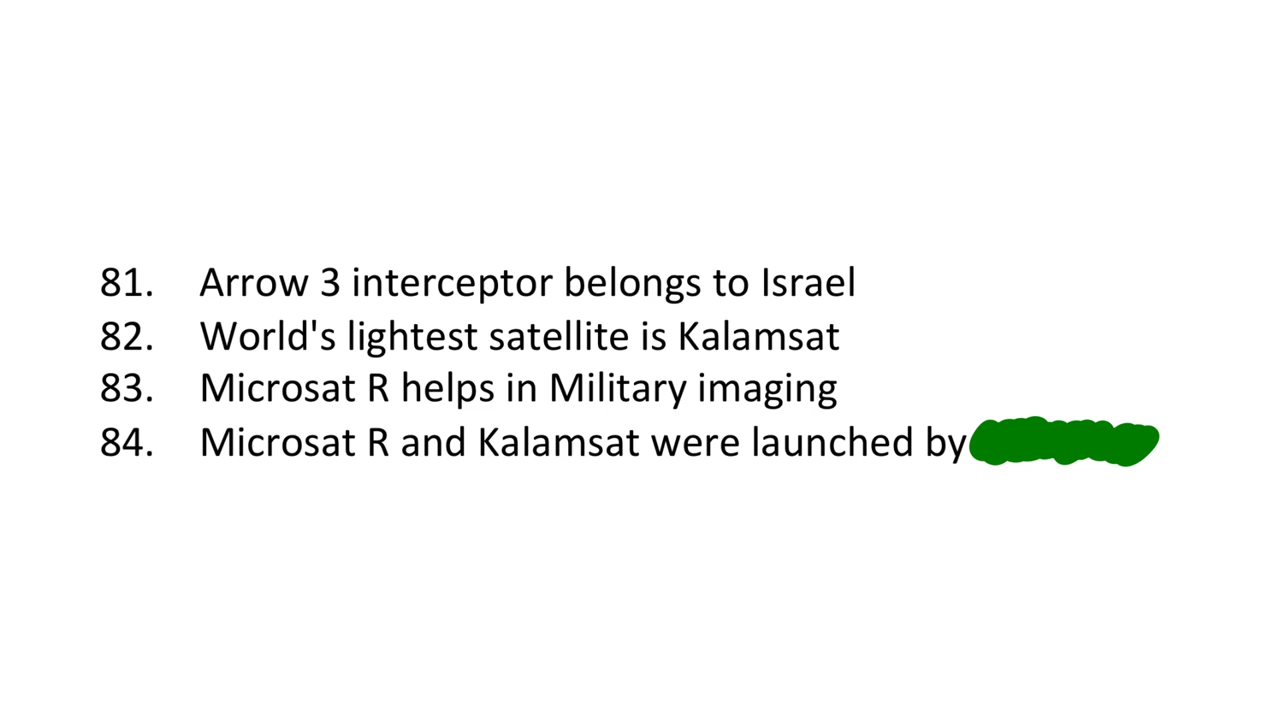 81. Arrow 3 interceptor belongs to Israel
82. World's lightest satellite is Kalamsat
83. Microsat R helps in Military imaging
84. Microsat R and Kalamsat were launched by